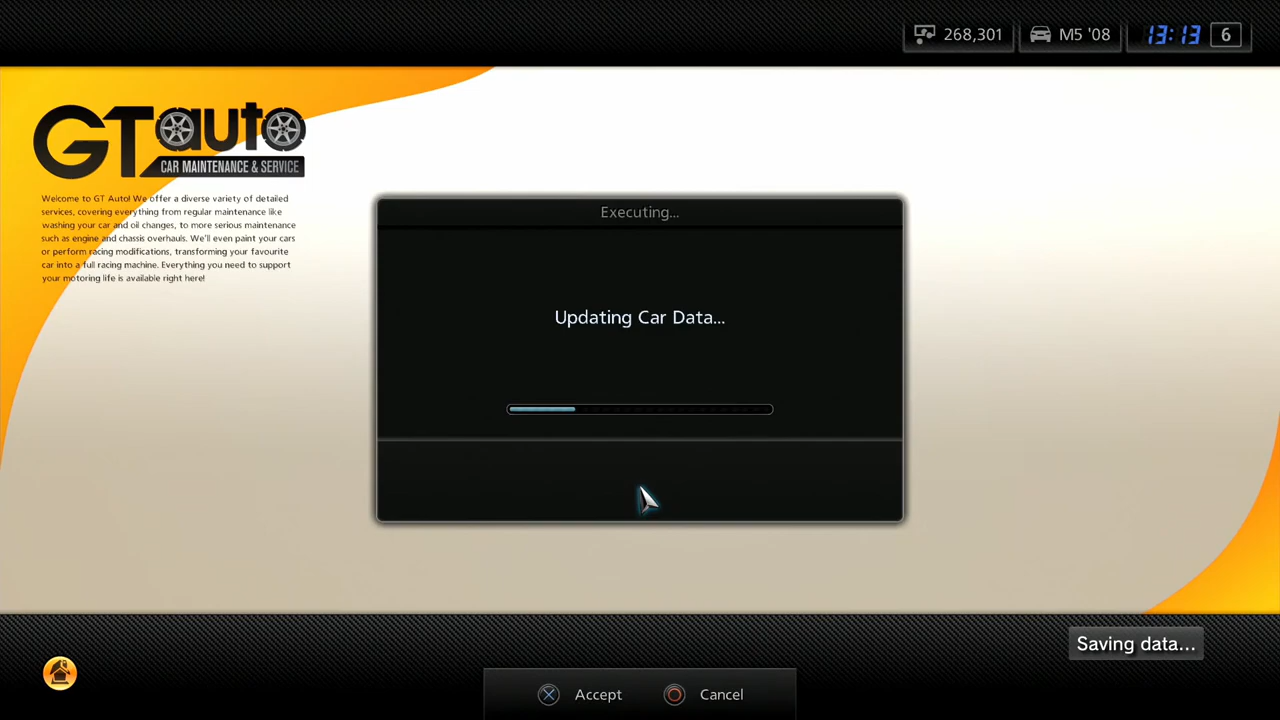 268,301
M5 '08
13:13
6
GT auto
CAR MAINTENANCE & SERVICE
Welcome to GT Auto! We offer a diverse variety of detailed
services, covering everything from regular maintenance like
washing your car and oil changes, to more serious maintenance
such as engine and chassis overhauls. We'll even paint your cars
or perform racing modifications, transforming your favourite
car into a full racing machine. Everything you need to support
your motoring life is available right here!
Executing...
Updating Car Data...
Saving data...
Accept
Cancel